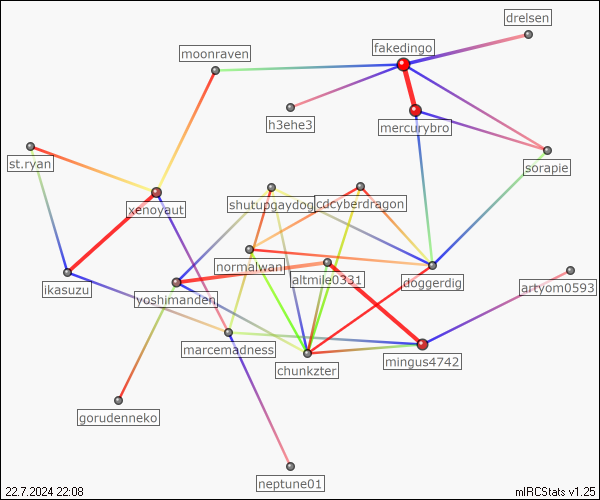 drelsen
fakedingo
moonraven
h3ehe3
mercurybro
st.ryan
sorapie
xenoyaut
shutupgaydog
cdcyberdragon
normalwan
altmile0331
doggerdig
ikasuzu
yoshimanden
artyom0593
marcemadness
chunkzter
mingus4742
gorudenneko
neptune01
22.7.2024 22:08
mIRCStats v1.25